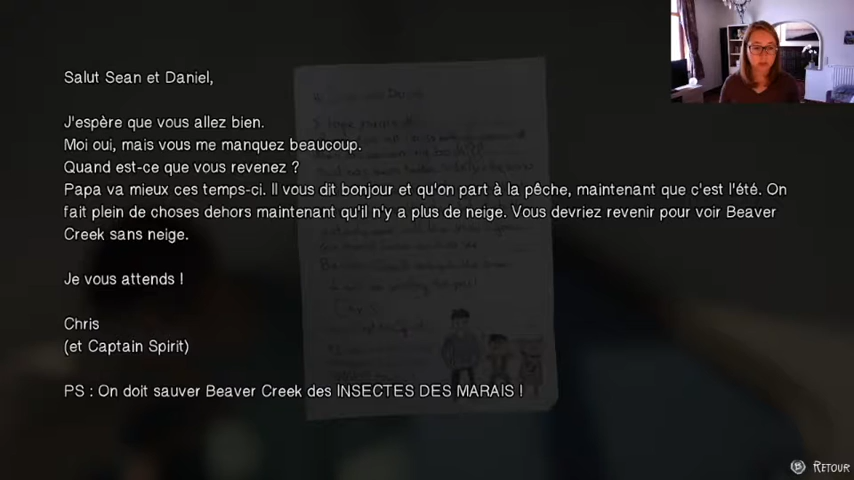 Salut Sean et Daniel,
J'espère que vous allez bien.
Moi oui, mais vous me manquez beaucoup.
Quand est-ce que vous revenez ?
Papa va mieux ces temps-ci. Il vous dit bonjour et qu'on part à la pêche, maintenant que c'est l'été. On
fait plein de choses dehors maintenant qu'il n'y a plus de neige. Vous devriez revenir pour voir Beaver
Creek sans neige.
Je vous attends !
Chris
(et Captain Spirit)
PS : On doit sauver Beaver Creek des INSECTES DES MARAIS !
RETOUR